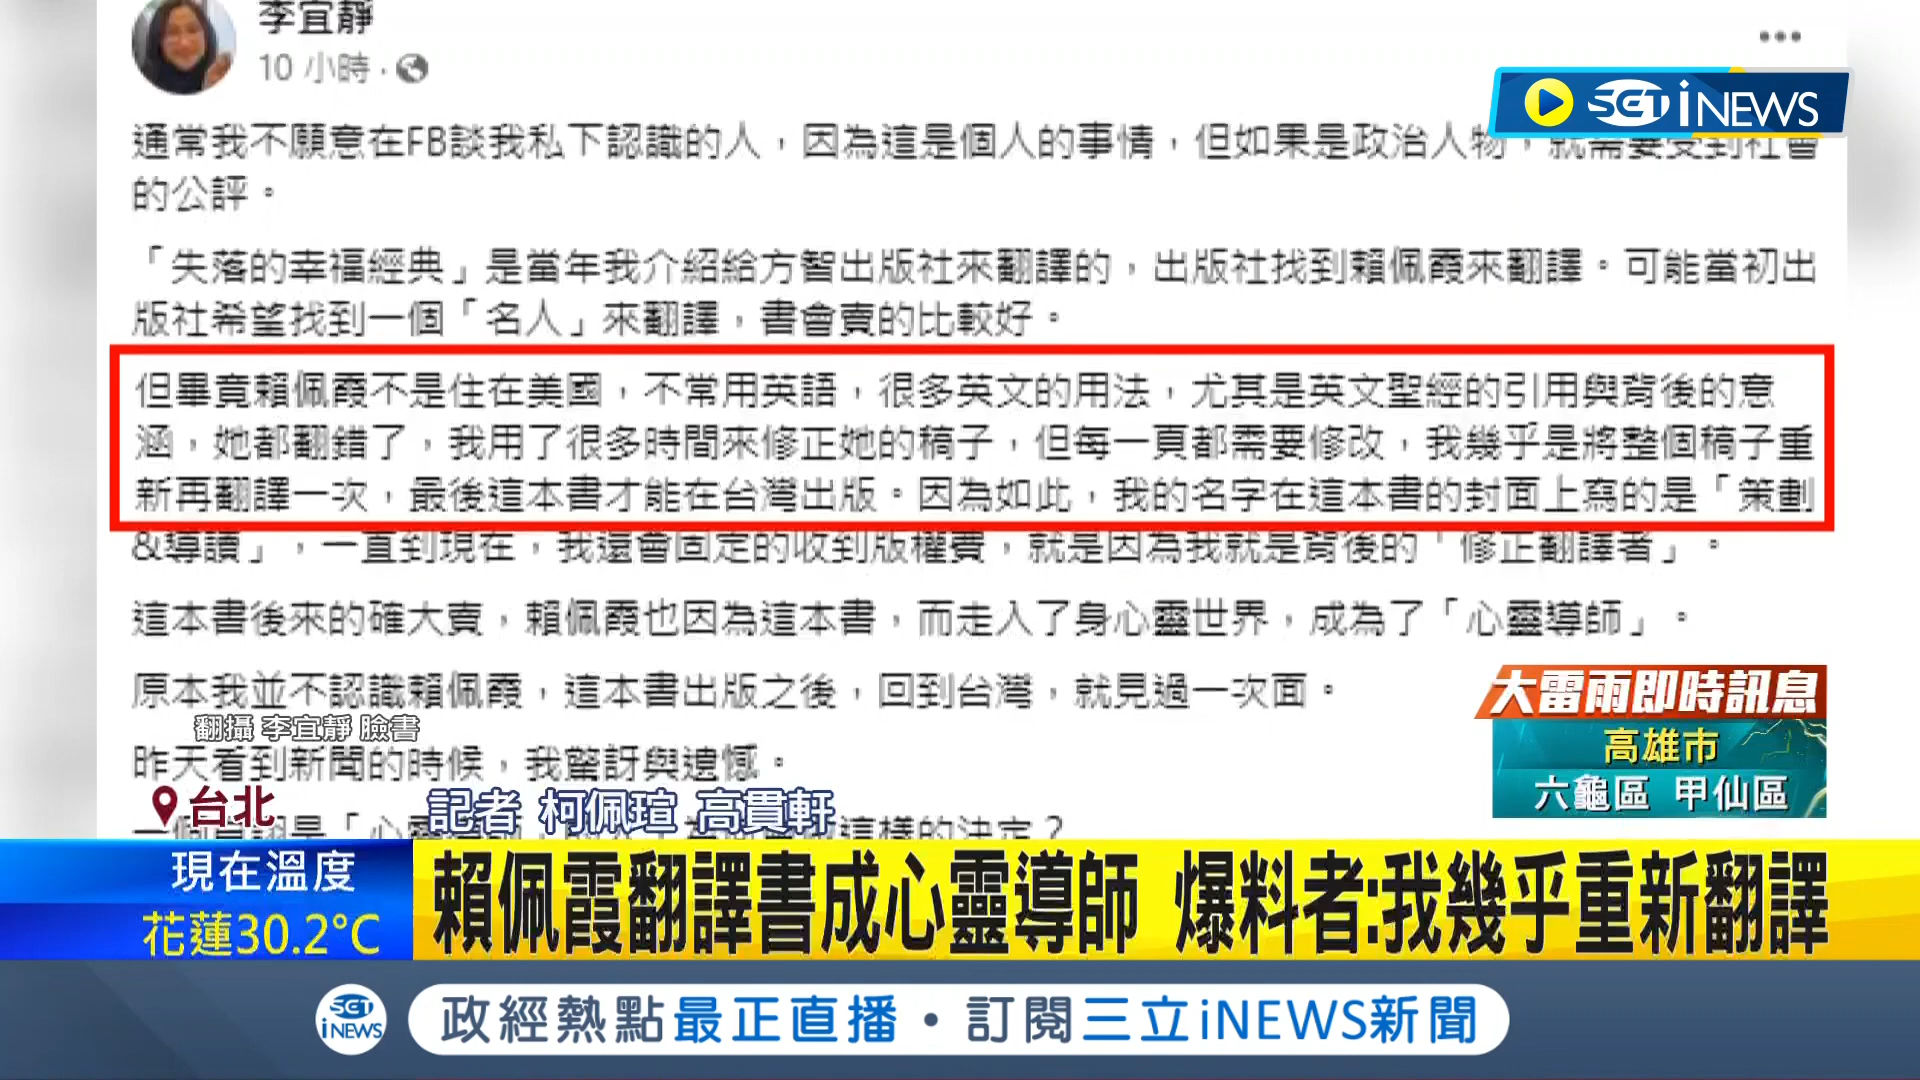 李宜靜
10 小時
SET iNEWS
通常我不願意在FB談我私下認識的人，因為這是個人的事情，但如果是政治人物，就需要受到社會
的公評。
「失落的幸福經典」是當年我介紹給方智出版社來翻譯的，出版社找到賴佩霞來翻譯。可能當初出
版社希望找到一個「名人」來翻譯，書會賣的比較好。
但畢竟賴佩霞不是住在美國，不常用英語，很多英文的用法，尤其是英文聖經的引用與背後的意
涵，她都翻錯了，我用了很多時間來修正她的稿子，但每一頁都需要修改，我幾乎是將整個稿子重
新再翻譯一次，最後這本書才能在台灣出版。因為如此，我的名字在這本書的封面上寫的是「策劃
&導讀」，一直到現在，我還會固定的收到版權費，就是因為我就是背後的「修正翻譯者」。
這本書後來的確大賣，賴佩霞也因為這本書，而走入了身心靈世界，成為了「心靈導師」。
原本我並不認識賴佩霞，這本書出版之後，回到台灣，就見過一次面。
翻攝 李宜靜 臉書
昨天看到新聞的時候，我驚訝與遺憾。
這樣的決定？
大雷雨即時訊息
高雄市
六龜區 甲仙區
台北
記者 柯佩瑄 高貫軒
現在溫度
花蓮30.2°C
賴佩霞翻譯書成心靈導師 爆料者:我幾乎重新翻譯
SET iNEWS
政經熱點最正直播・訂閱三立iNEWS新聞